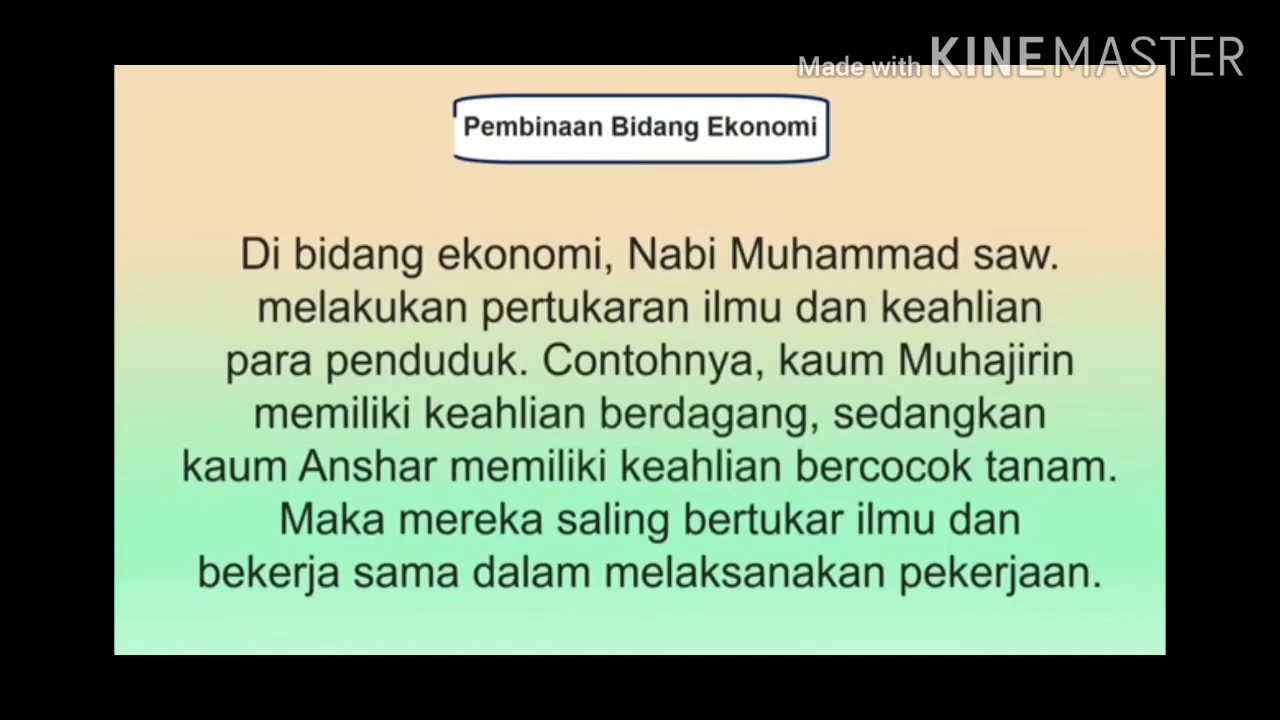 Made with KINEMASTER
Pembinaan Bidang Ekonomi
Di bidang ekonomi, Nabi Muhammad saw.
melakukan pertukaran ilmu dan keahlian
para penduduk. Contohnya, kaum Muhajirin
memiliki keahlian berdagang, sedangkan
kaum Anshar memiliki keahlian bercocok tanam.
Maka mereka saling bertukar ilmu dan
bekerja sama dalam melaksanakan pekerjaan.